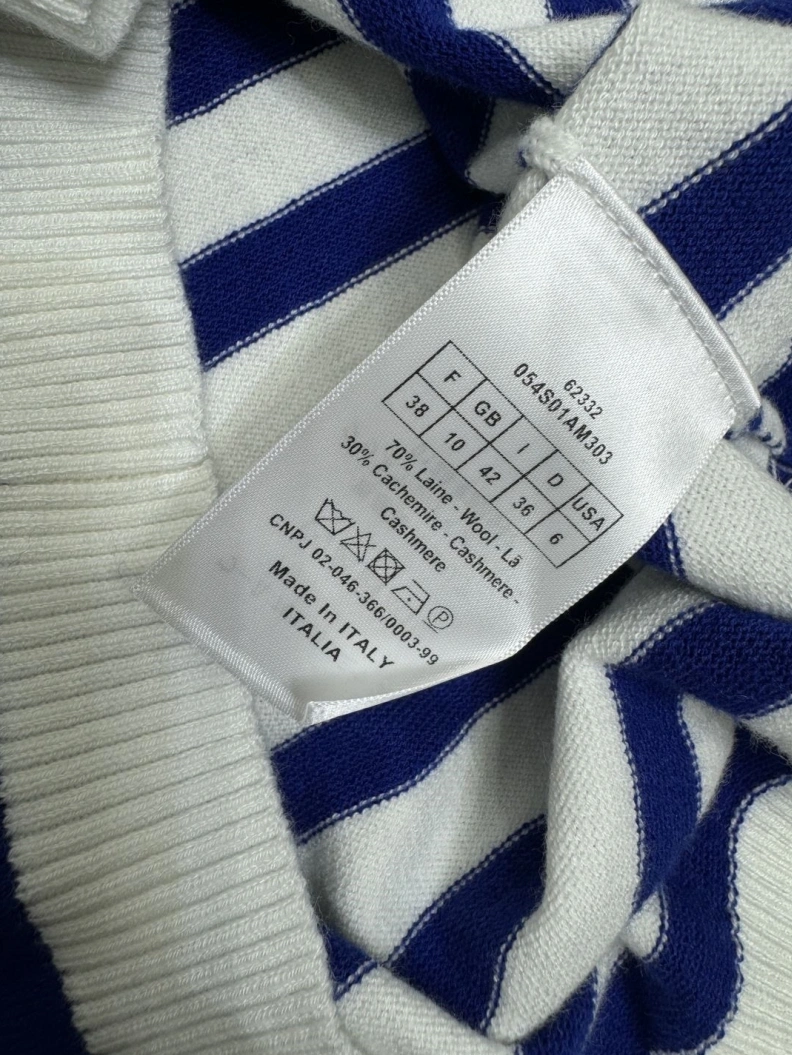 62332
054S01AM303
F GB I D USA
38 10 42 36 6
70% Laine - Wool - Lã
30% Cachemire - Cashmere -
Cashmere
P
CNPJ 02-046-366/0003-99
Made In ITALY
ITALIA